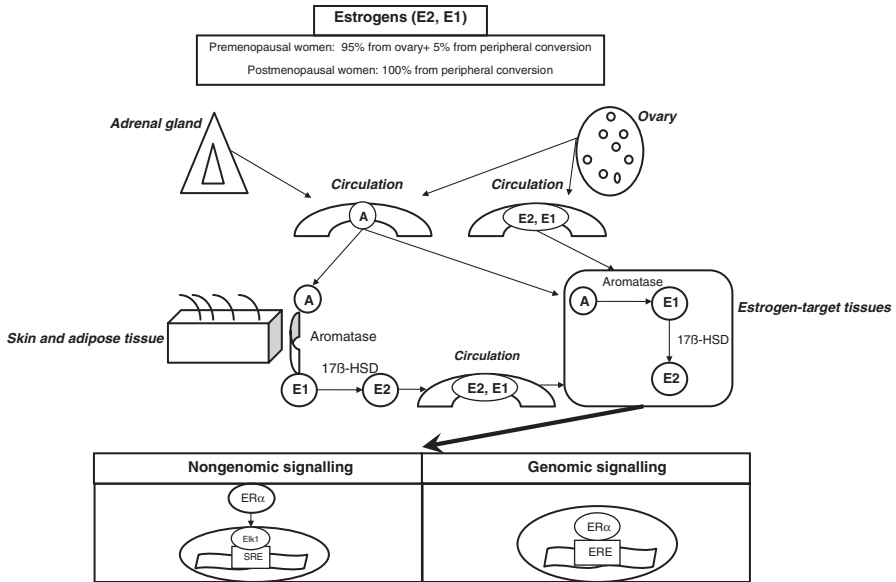 Estrogens (E2, E1)
Premenopausal women: 95% from ovary+ 5% from peripheral conversion
Postmenopausal women: 100% from peripheral conversion
Adrenal gland
Ovary
Circulation
Circulation
A
E2, E1
Aromatase
A
E1
Estrogen-target tissues
17ß-HSD
E2
A
Skin and adipose tissue
Aromatase
17ß-HSD
Circulation
E1
E2
E2, E1
Nongenomic signalling
Genomic signalling
ERα
Elk1
SRE
ERα
ERE